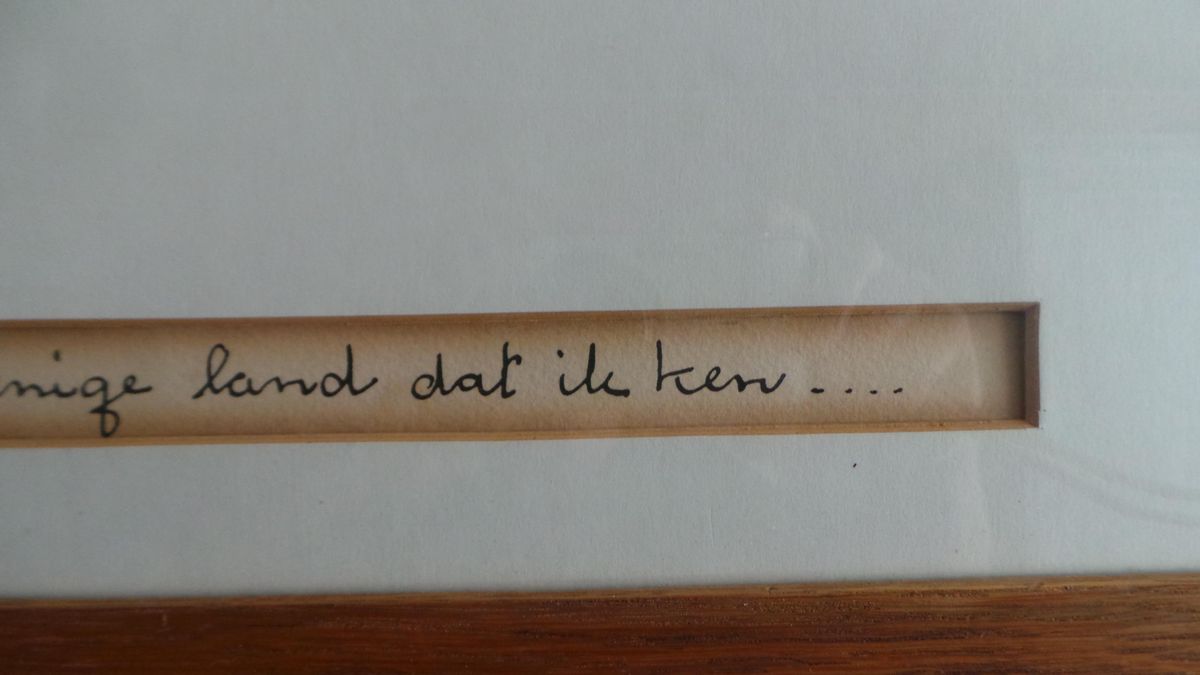 nige land dat ik ken ....